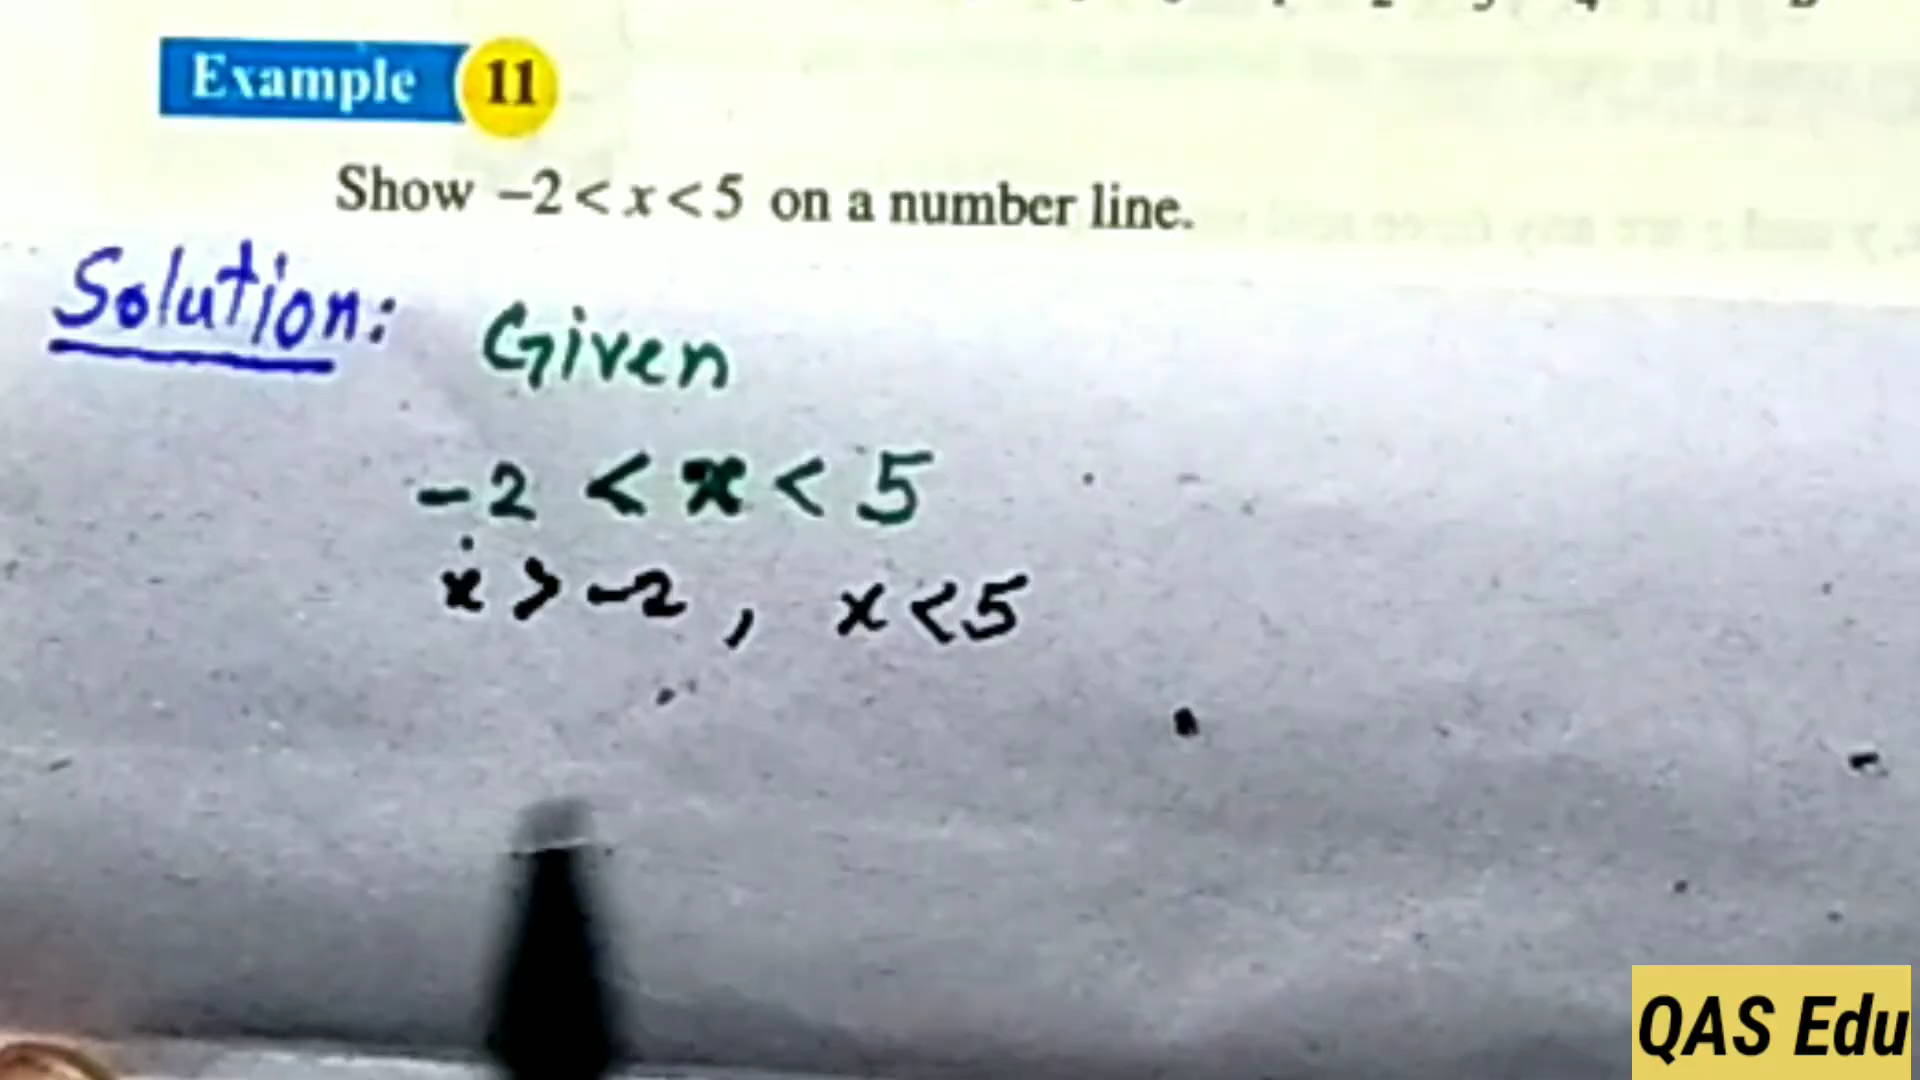 Example 11
Show -2 < x < 5 on a number line.
Solution: Given
-2 < x < 5
x > -2 , x < 5
QAS Edu